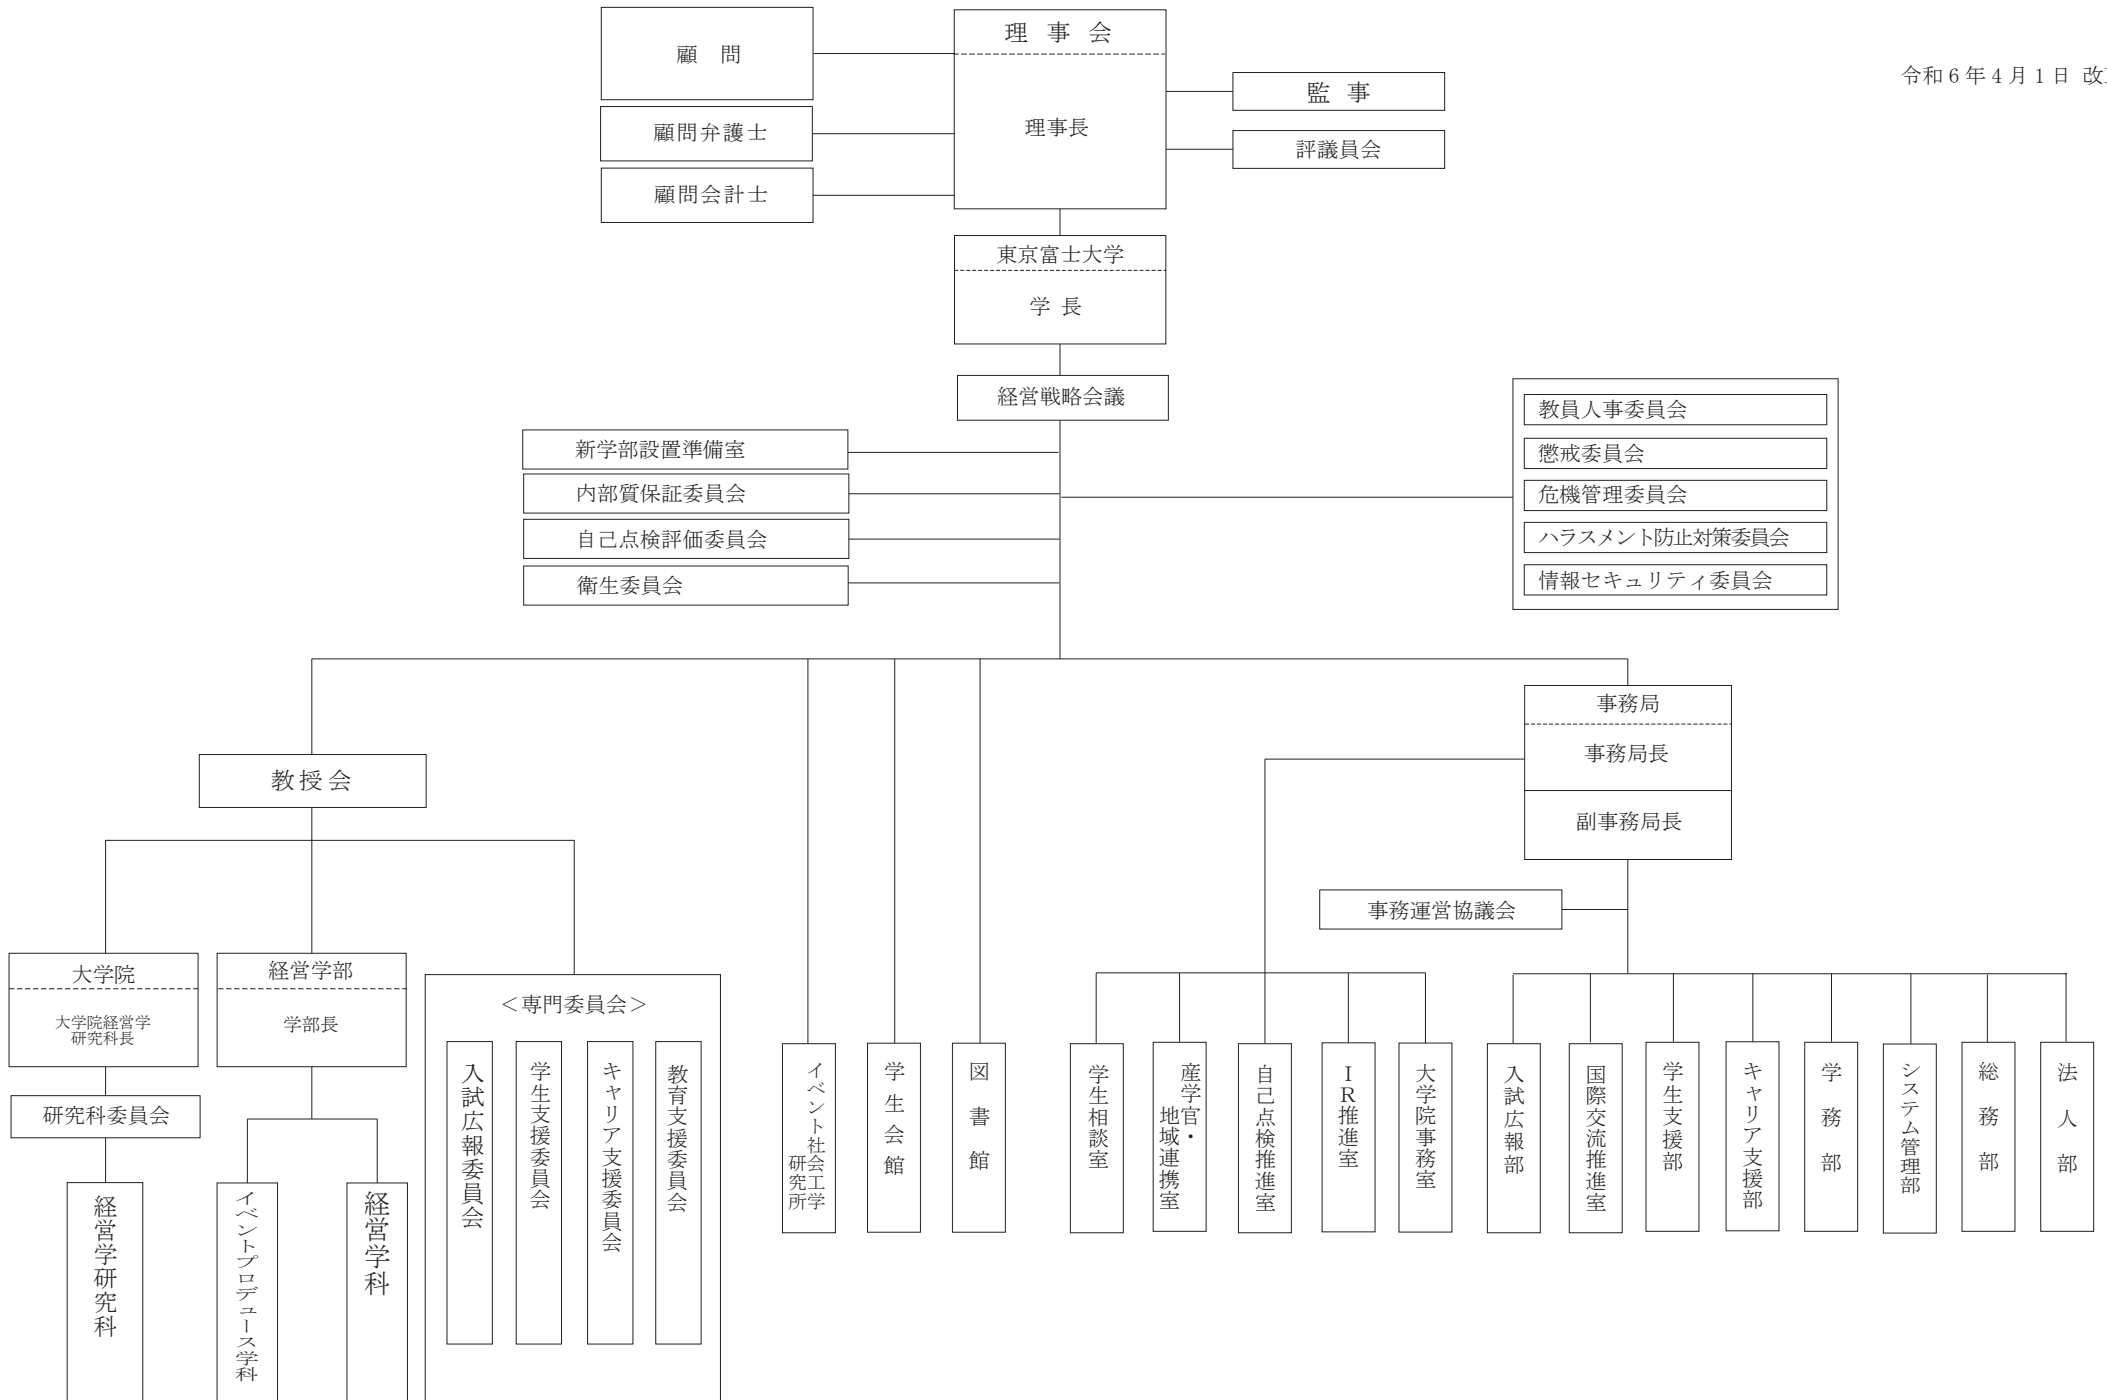 理 事 会
顧 問
令和６年４月１日 改
監 事
顧問弁護士
理事長
評議員会
顧問会計士
東京富士大学
学 長
経営戦略会議
新学部設置準備室
内部質保証委員会
自己点検評価委員会
衛生委員会
教員人事委員会
懲戒委員会
危機管理委員会
ハラスメント防止対策委員会
情報セキュリティ委員会
事務局
事務局長
副事務局長
教授会
事務運営協議会
大学院
大学院経営学
研究科長
経営学部
学部長
＜専門委員会＞
研究科委員会
経営学研究科
イベントプロデュース学科
経営学科
入試広報委員会
学生支援委員会
キャリア支援委員会
教育支援委員会
イベント社会工学
研究所
学生会館
図書館
学生相談室
産学官・
地域連携室
自己点検推進室
ＩＲ推進室
大学院事務室
入試広報部
国際交流推進室
学生支援部
キャリア支援部
学務部
システム管理部
総務部
法人部